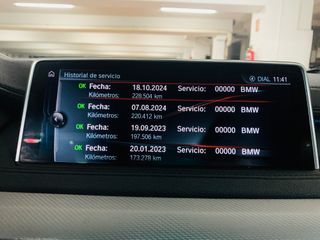 Historial de servicio DIAL 11:41
OK Fecha: 18.10.2024 Servicio: 00000 BMW
Kilómetros: 228.504 km
OK Fecha: 07.08.2024 Servicio: 00000 BMW
Kilómetros: 220.412 km
OK Fecha: 19.09.2023 Servicio: 00000 BMW
Kilómetros: 197.506 km
OK Fecha: 20.01.2023 Servicio: 00000 BMW
Kilómetros: 173.278 km